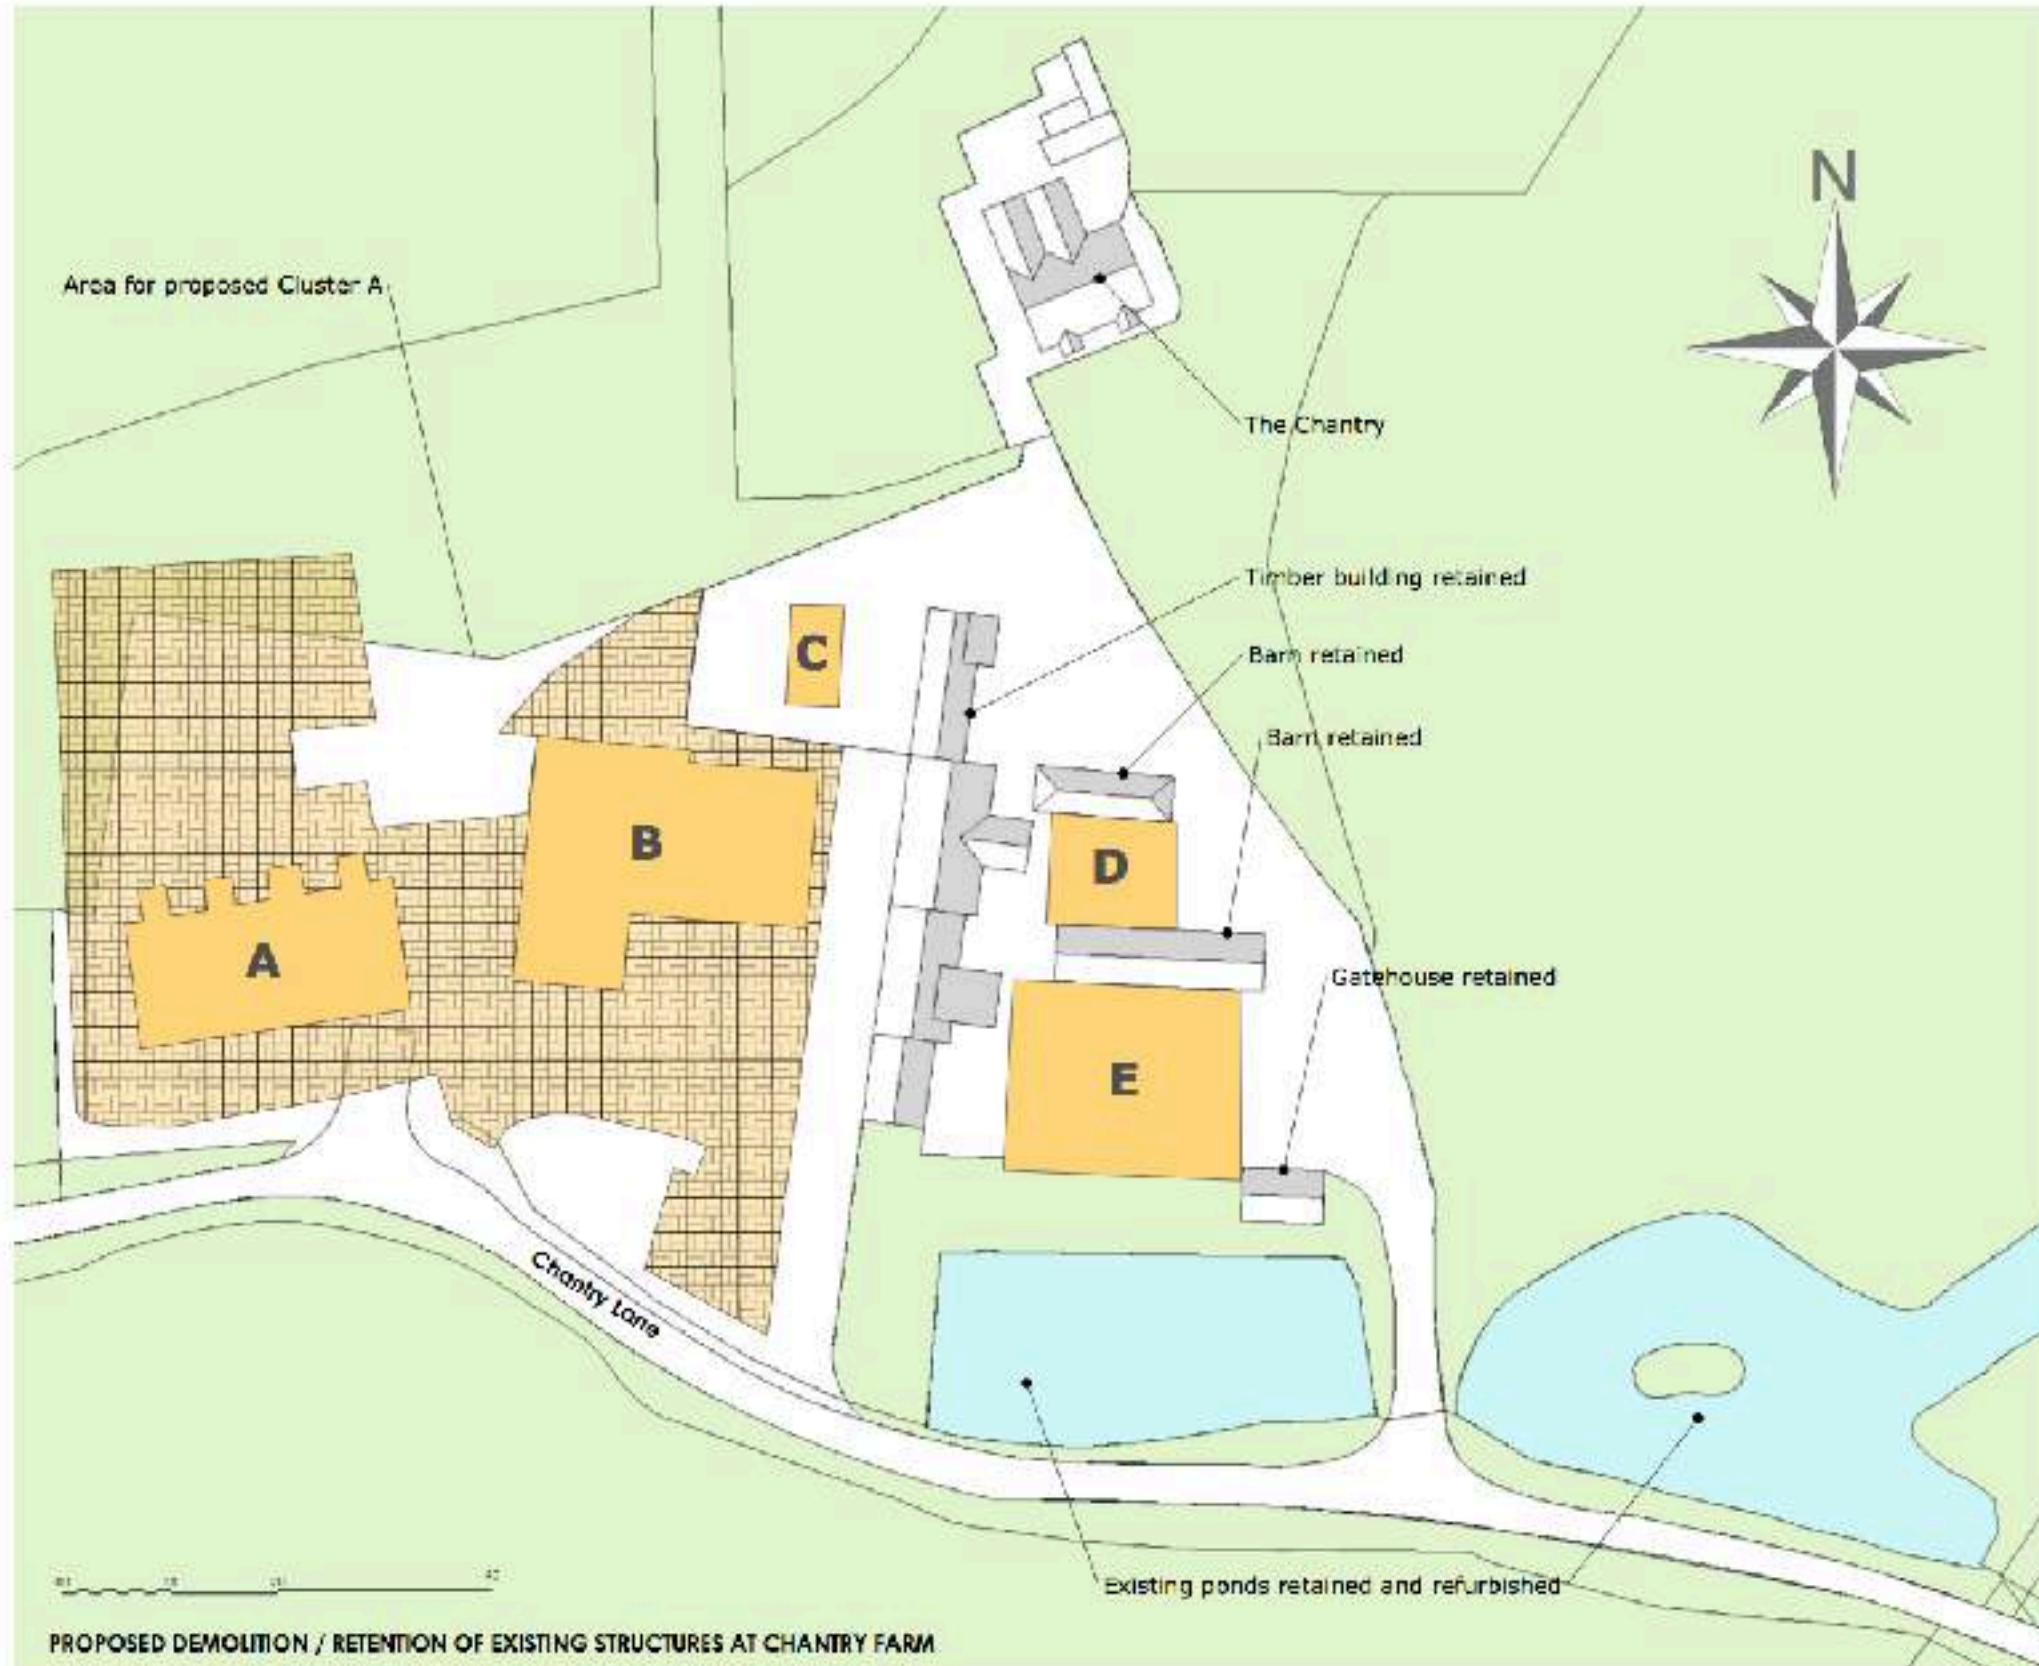 N
Area for proposed Cluster A
The Chantry
Timber building retained
Barn retained
Barn retained
Gatehouse retained
C
B
D
A
E
Chantry Lane
Existing ponds retained and refurbished
PROPOSED DEMOLITION / RETENTION OF EXISTING STRUCTURES AT CHANTRY FARM